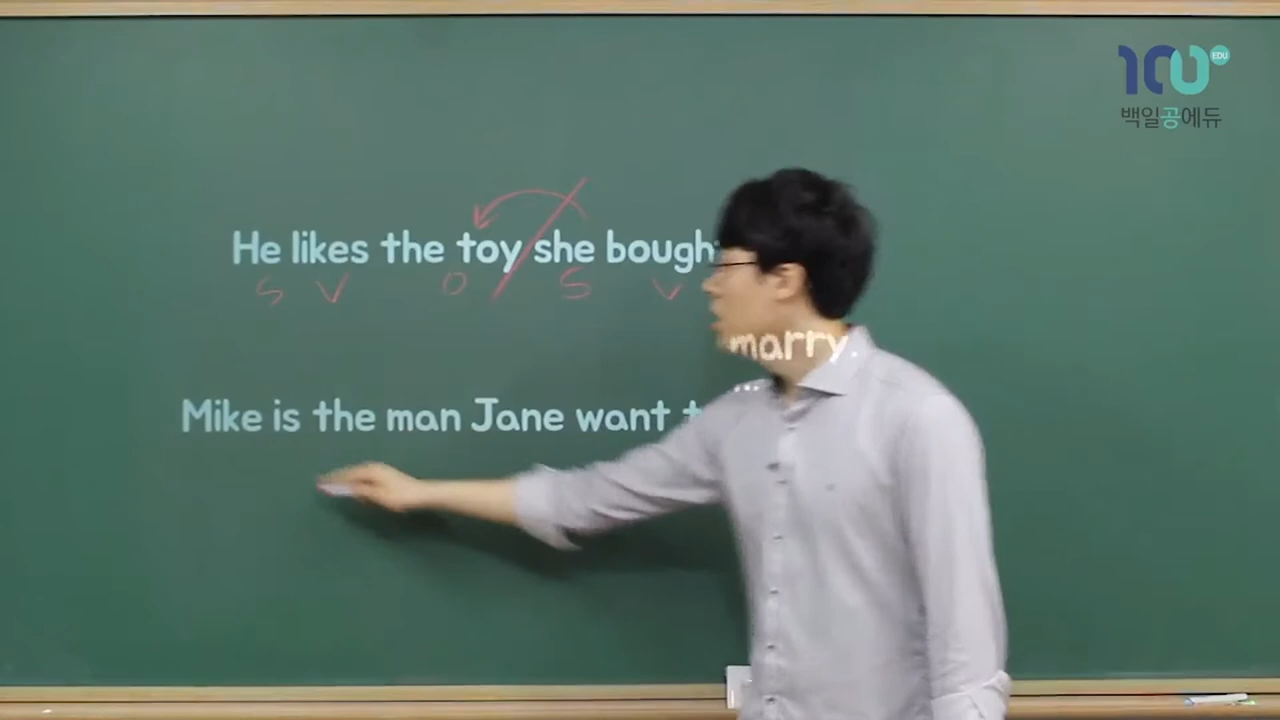 100 EDU
백일공에듀
He likes the toy she bough
S V O S V
marry
Mike is the man Jane want